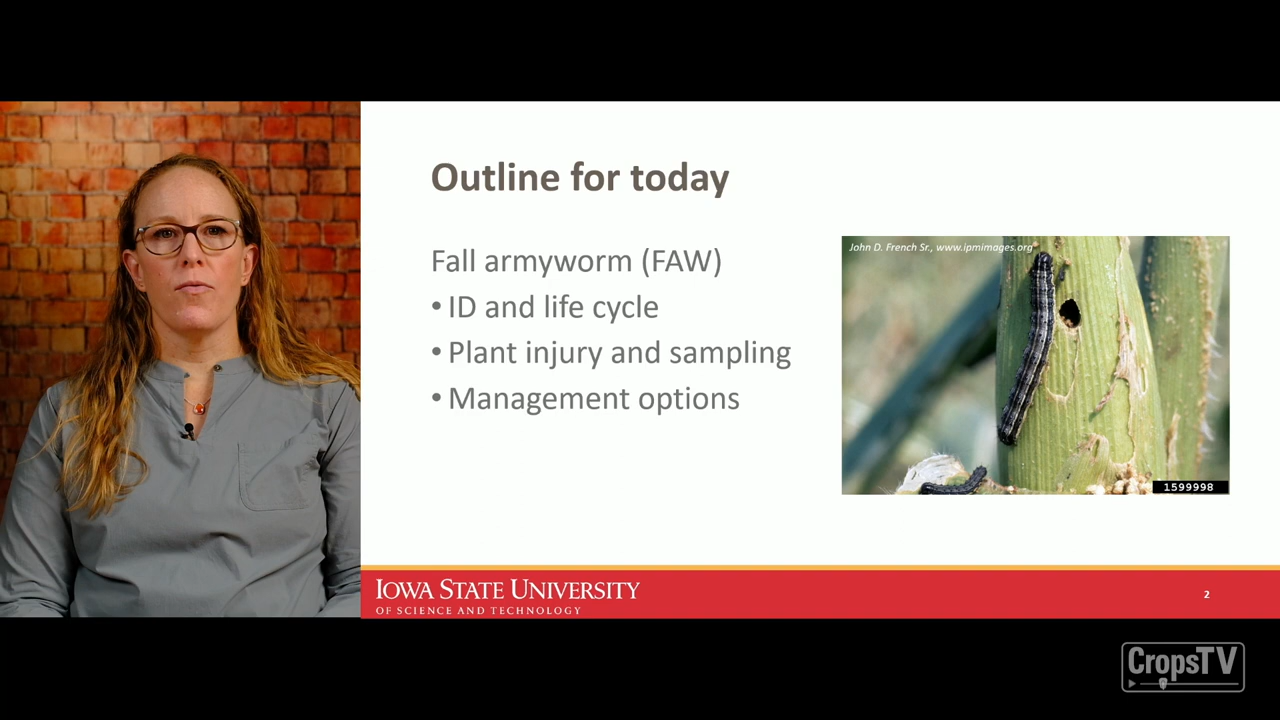 Outline for today
Fall armyworm (FAW)
• ID and life cycle
• Plant injury and sampling
• Management options
John D. French Sr., www.ipmimages.org
1599998
IOWA STATE UNIVERSITY
OF SCIENCE AND TECHNOLOGY
2
CropsTV